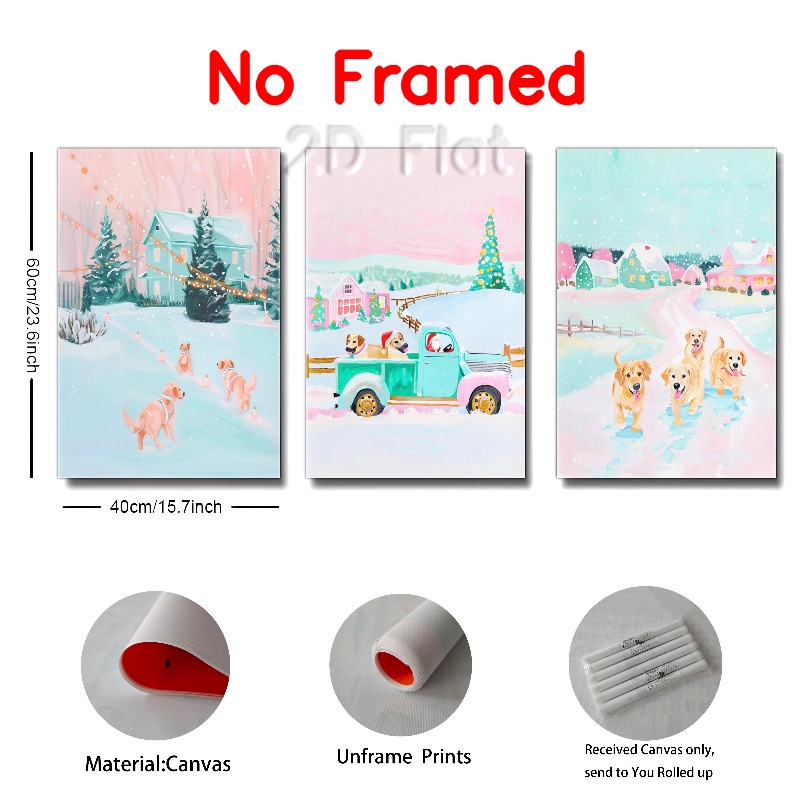 No Framed
2D Flat
60cm/23.6inch
40cm/15.7inch
Material:Canvas
Unframe Prints
Received Canvas only,
send to You Rolled up